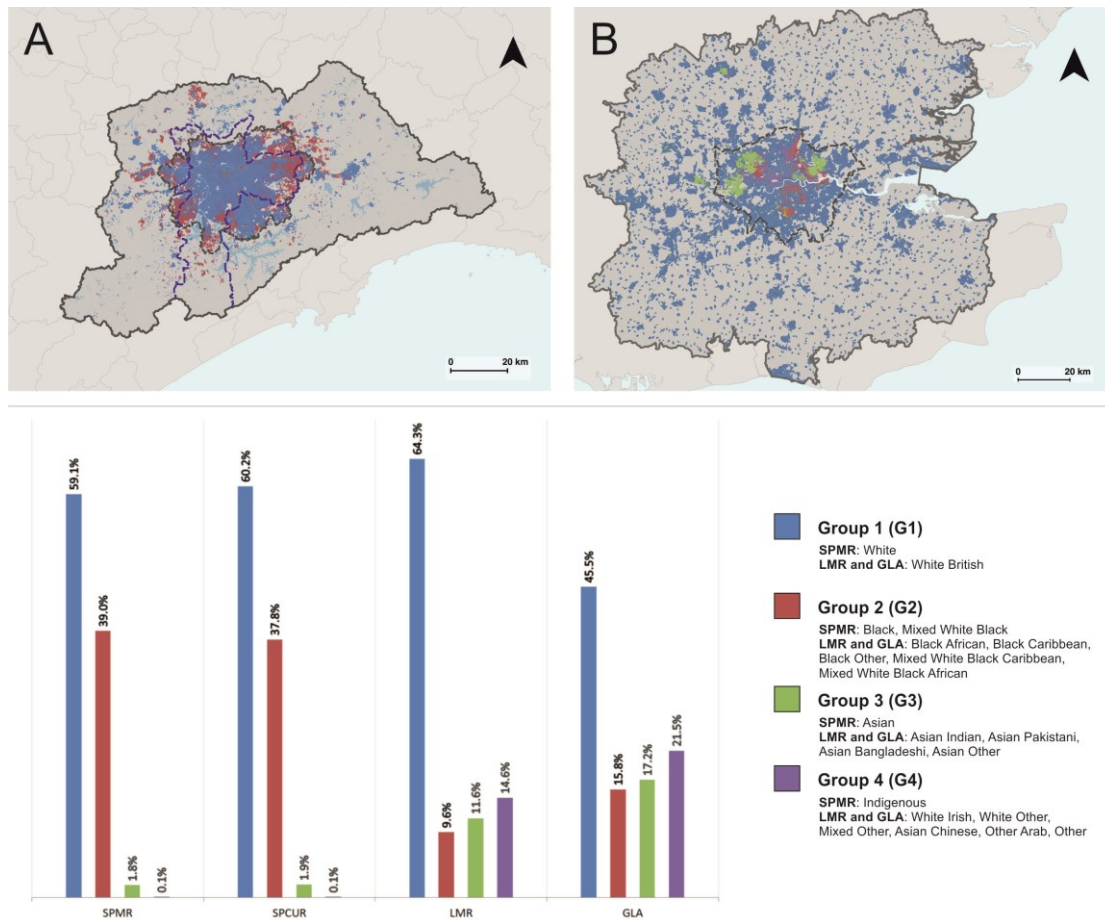 A
B
0 20 km
0 20 km
59.1%
39.0%
1.8%
0.1%
60.2%
37.8%
1.9%
0.1%
64.3%
9.6%
11.6%
14.6%
45.5%
15.8%
17.2%
21.5%
SPMR
SPCUR
LMR
GLA
Group 1 (G1)
SPMR: White
LMR and GLA: White British
Group 2 (G2)
SPMR: Black, Mixed White Black
LMR and GLA: Black African, Black Caribbean,
Black Other, Mixed White Black Caribbean,
Mixed White Black African
Group 3 (G3)
SPMR: Asian
LMR and GLA: Asian Indian, Asian Pakistani,
Asian Bangladeshi, Asian Other
Group 4 (G4)
SPMR: Indigenous
LMR and GLA: White Irish, White Other,
Mixed Other, Asian Chinese, Other Arab, Other